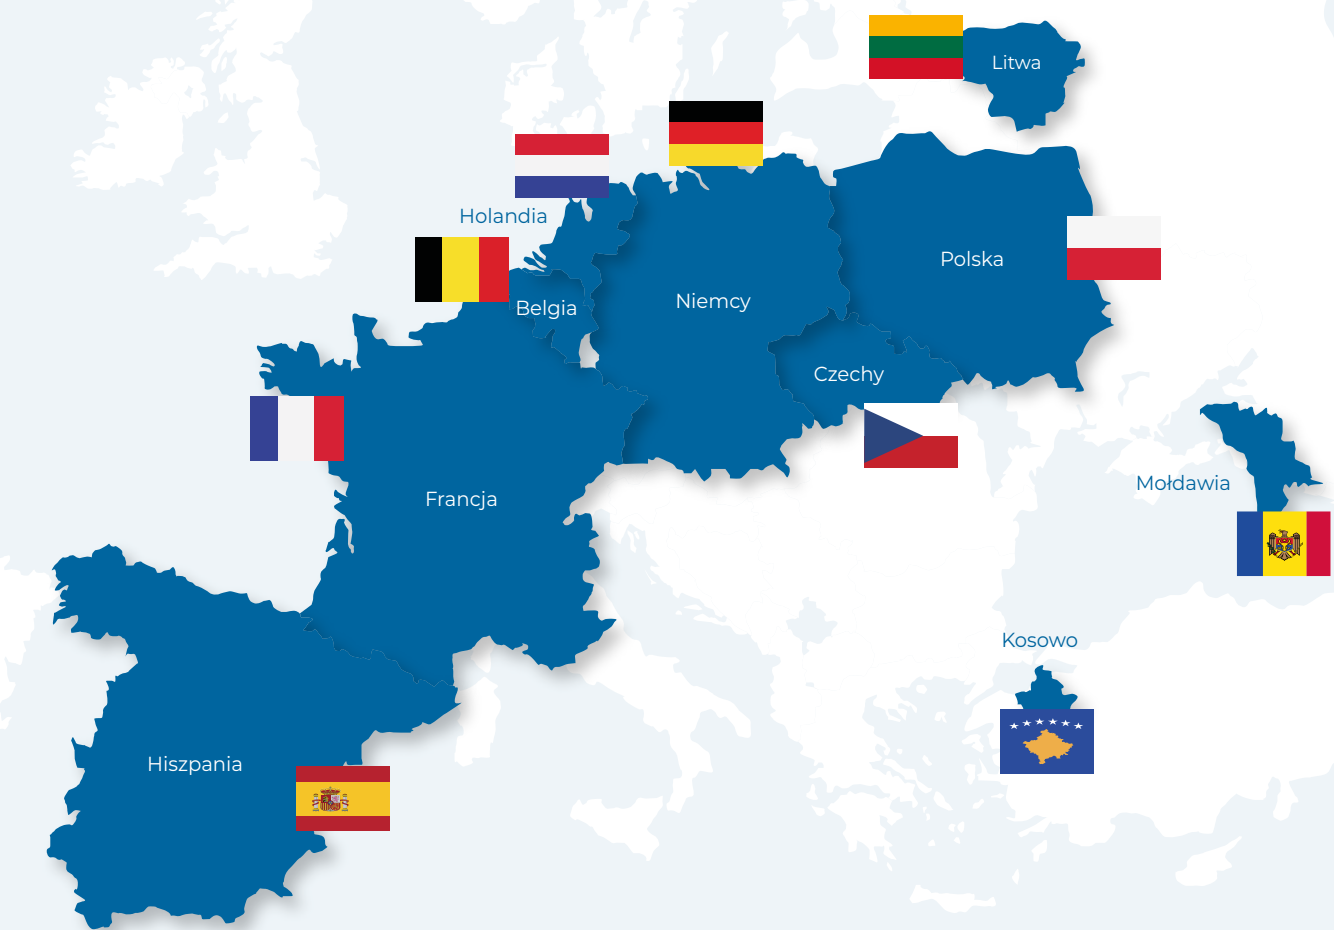 Litwa
Holandia
Polska
Belgia
Niemcy
Czechy
Mołdawia
Francja
Kosowo
Hiszpania